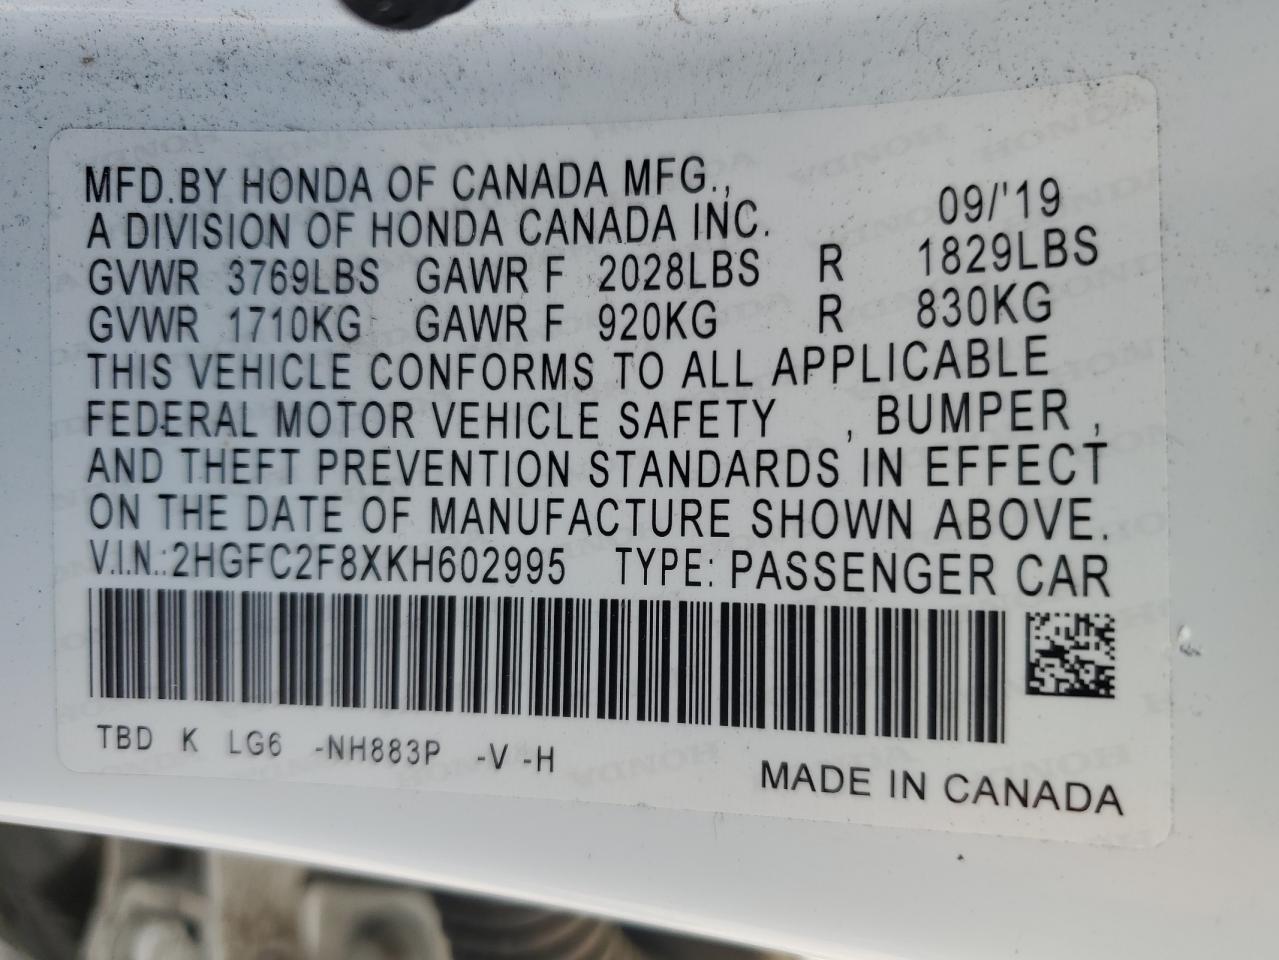 MFD.BY HONDA OF CANADA MFG.,
A DIVISION OF HONDA CANADA INC. 09/'19
GVWR 3769LBS GAWR F 2028LBS R 1829LBS
GVWR 1710KG GAWR F 920KG R 830KG
THIS VEHICLE CONFORMS TO ALL APPLICABLE
FEDERAL MOTOR VEHICLE SAFETY , BUMPER ,
AND THEFT PREVENTION STANDARDS IN EFFECT
ON THE DATE OF MANUFACTURE SHOWN ABOVE.
V.I.N.:2HGFC2F8XKH602995 TYPE: PASSENGER CAR
TBD K LG6 -NH883P -V -H
MADE IN CANADA